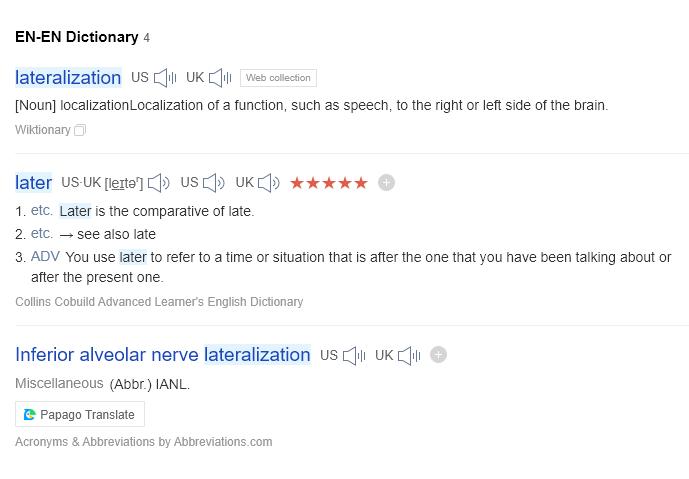 EN-EN Dictionary 4
lateralization US UK Web collection
[Noun] localizationLocalization of a function, such as speech, to the right or left side of the brain.
Wiktionary
later US·UK [leɪtəʳ] US UK ★★★★★
1. etc. Later is the comparative of late.
2. etc. → see also late
3. ADV You use later to refer to a time or situation that is after the one that you have been talking about or
after the present one.
Collins Cobuild Advanced Learner's English Dictionary
Inferior alveolar nerve lateralization US UK
Miscellaneous (Abbr.) IANL.
Papago Translate
Acronyms & Abbreviations by Abbreviations.com